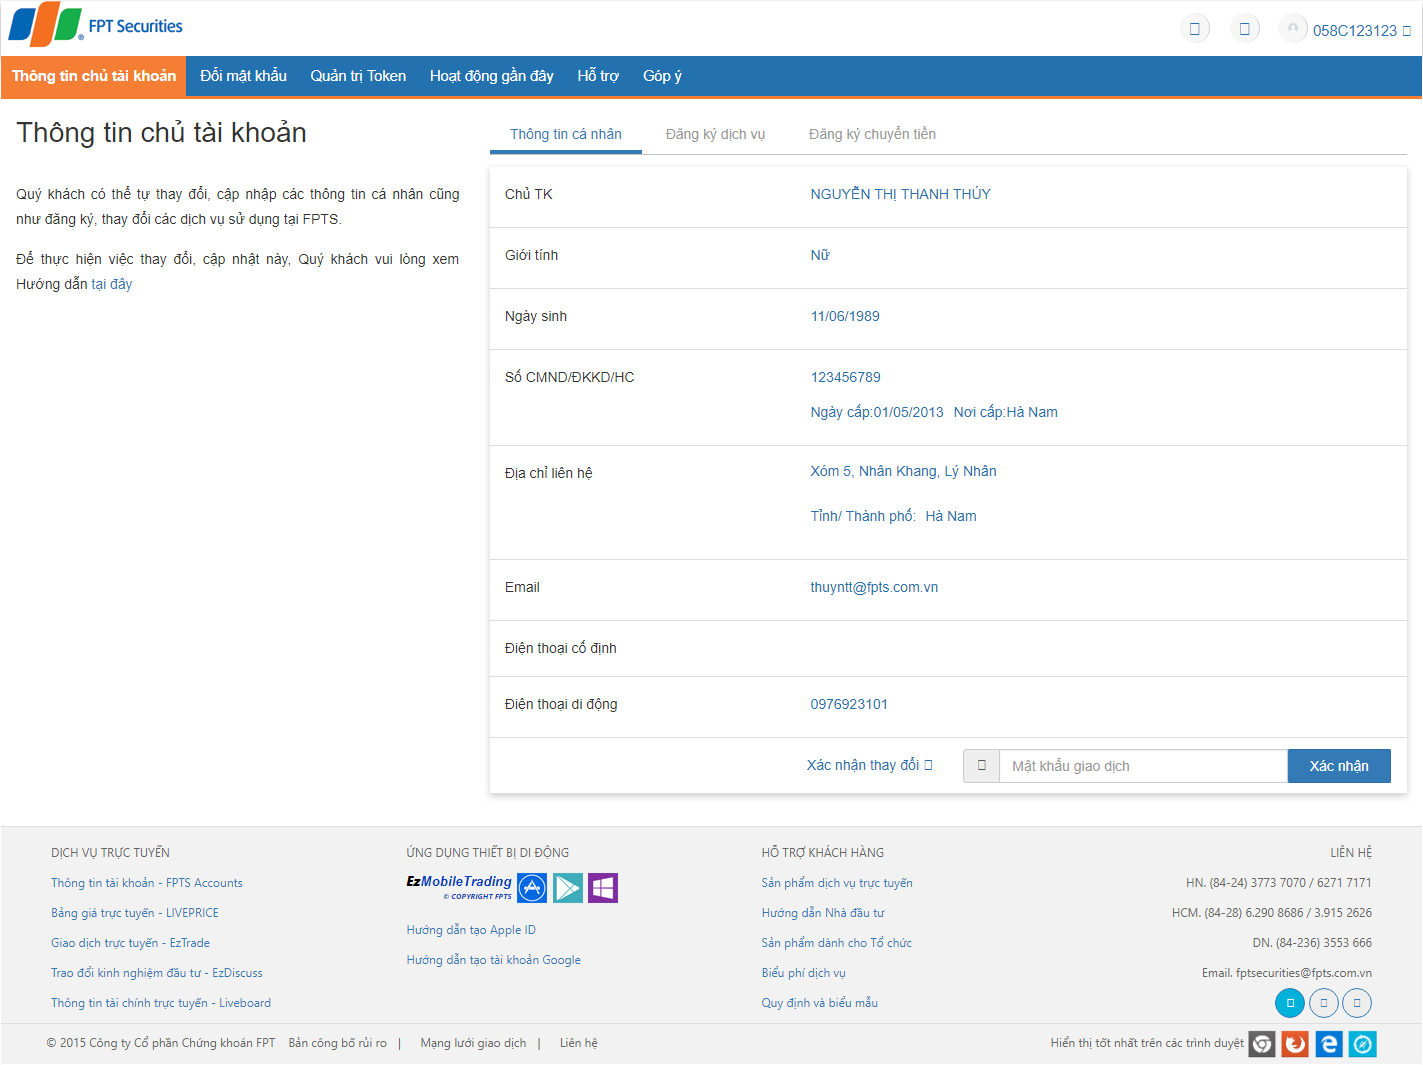 FPT Securities
058C123123
Thông tin chủ tài khoản Đổi mật khẩu Quản trị Token Hoạt động gần đây Hỗ trợ Góp ý
Thông tin chủ tài khoản
Quý khách có thể tự thay đổi, cập nhập các thông tin cá nhân cũng
như đăng ký, thay đổi các dịch vụ sử dụng tại FPTS.
Để thực hiện việc thay đổi, cập nhật này, Quý khách vui lòng xem
Hướng dẫn tại đây
Thông tin cá nhân Đăng ký dịch vụ Đăng ký chuyển tiền
Chủ TK NGUYỄN THỊ THANH THÚY
Giới tính Nữ
Ngày sinh 11/06/1989
Số CMND/ĐKKD/HC 123456789
Ngày cấp:01/05/2013 Nơi cấp:Hà Nam
Địa chỉ liên hệ Xóm 5, Nhân Khang, Lý Nhân
Tỉnh/ Thành phố: Hà Nam
Email thuyntt@fpts.com.vn
Điện thoại cố định
Điện thoại di động 0976923101
Xác nhận thay đổi Mật khẩu giao dịch Xác nhận
DỊCH VỤ TRỰC TUYẾN
Thông tin tài khoản - FPTS Accounts
Bảng giá trực tuyến - LIVEPRICE
Giao dịch trực tuyến - EzTrade
Trao đổi kinh nghiệm đầu tư - EzDiscuss
Thông tin tài chính trực tuyến - Liveboard
ỨNG DỤNG THIẾT BỊ DI ĐỘNG
EzMobileTrading
© COPYRIGHT FPTS
Hướng dẫn tạo Apple ID
Hướng dẫn tạo tài khoản Google
HỖ TRỢ KHÁCH HÀNG
Sản phẩm dịch vụ trực tuyến
Hướng dẫn Nhà đầu tư
Sản phẩm dành cho Tổ chức
Biểu phí dịch vụ
Quy định và biểu mẫu
LIÊN HỆ
HN. (84-24) 3773 7070 / 6271 7171
HCM. (84-28) 6.290 8686 / 3.915 2626
DN. (84-236) 3553 666
Email. fptsecurities@fpts.com.vn
© 2015 Công ty Cổ phần Chứng khoán FPT Bản công bố rủi ro | Mạng lưới giao dịch | Liên hệ
Hiển thị tốt nhất trên các trình duyệt